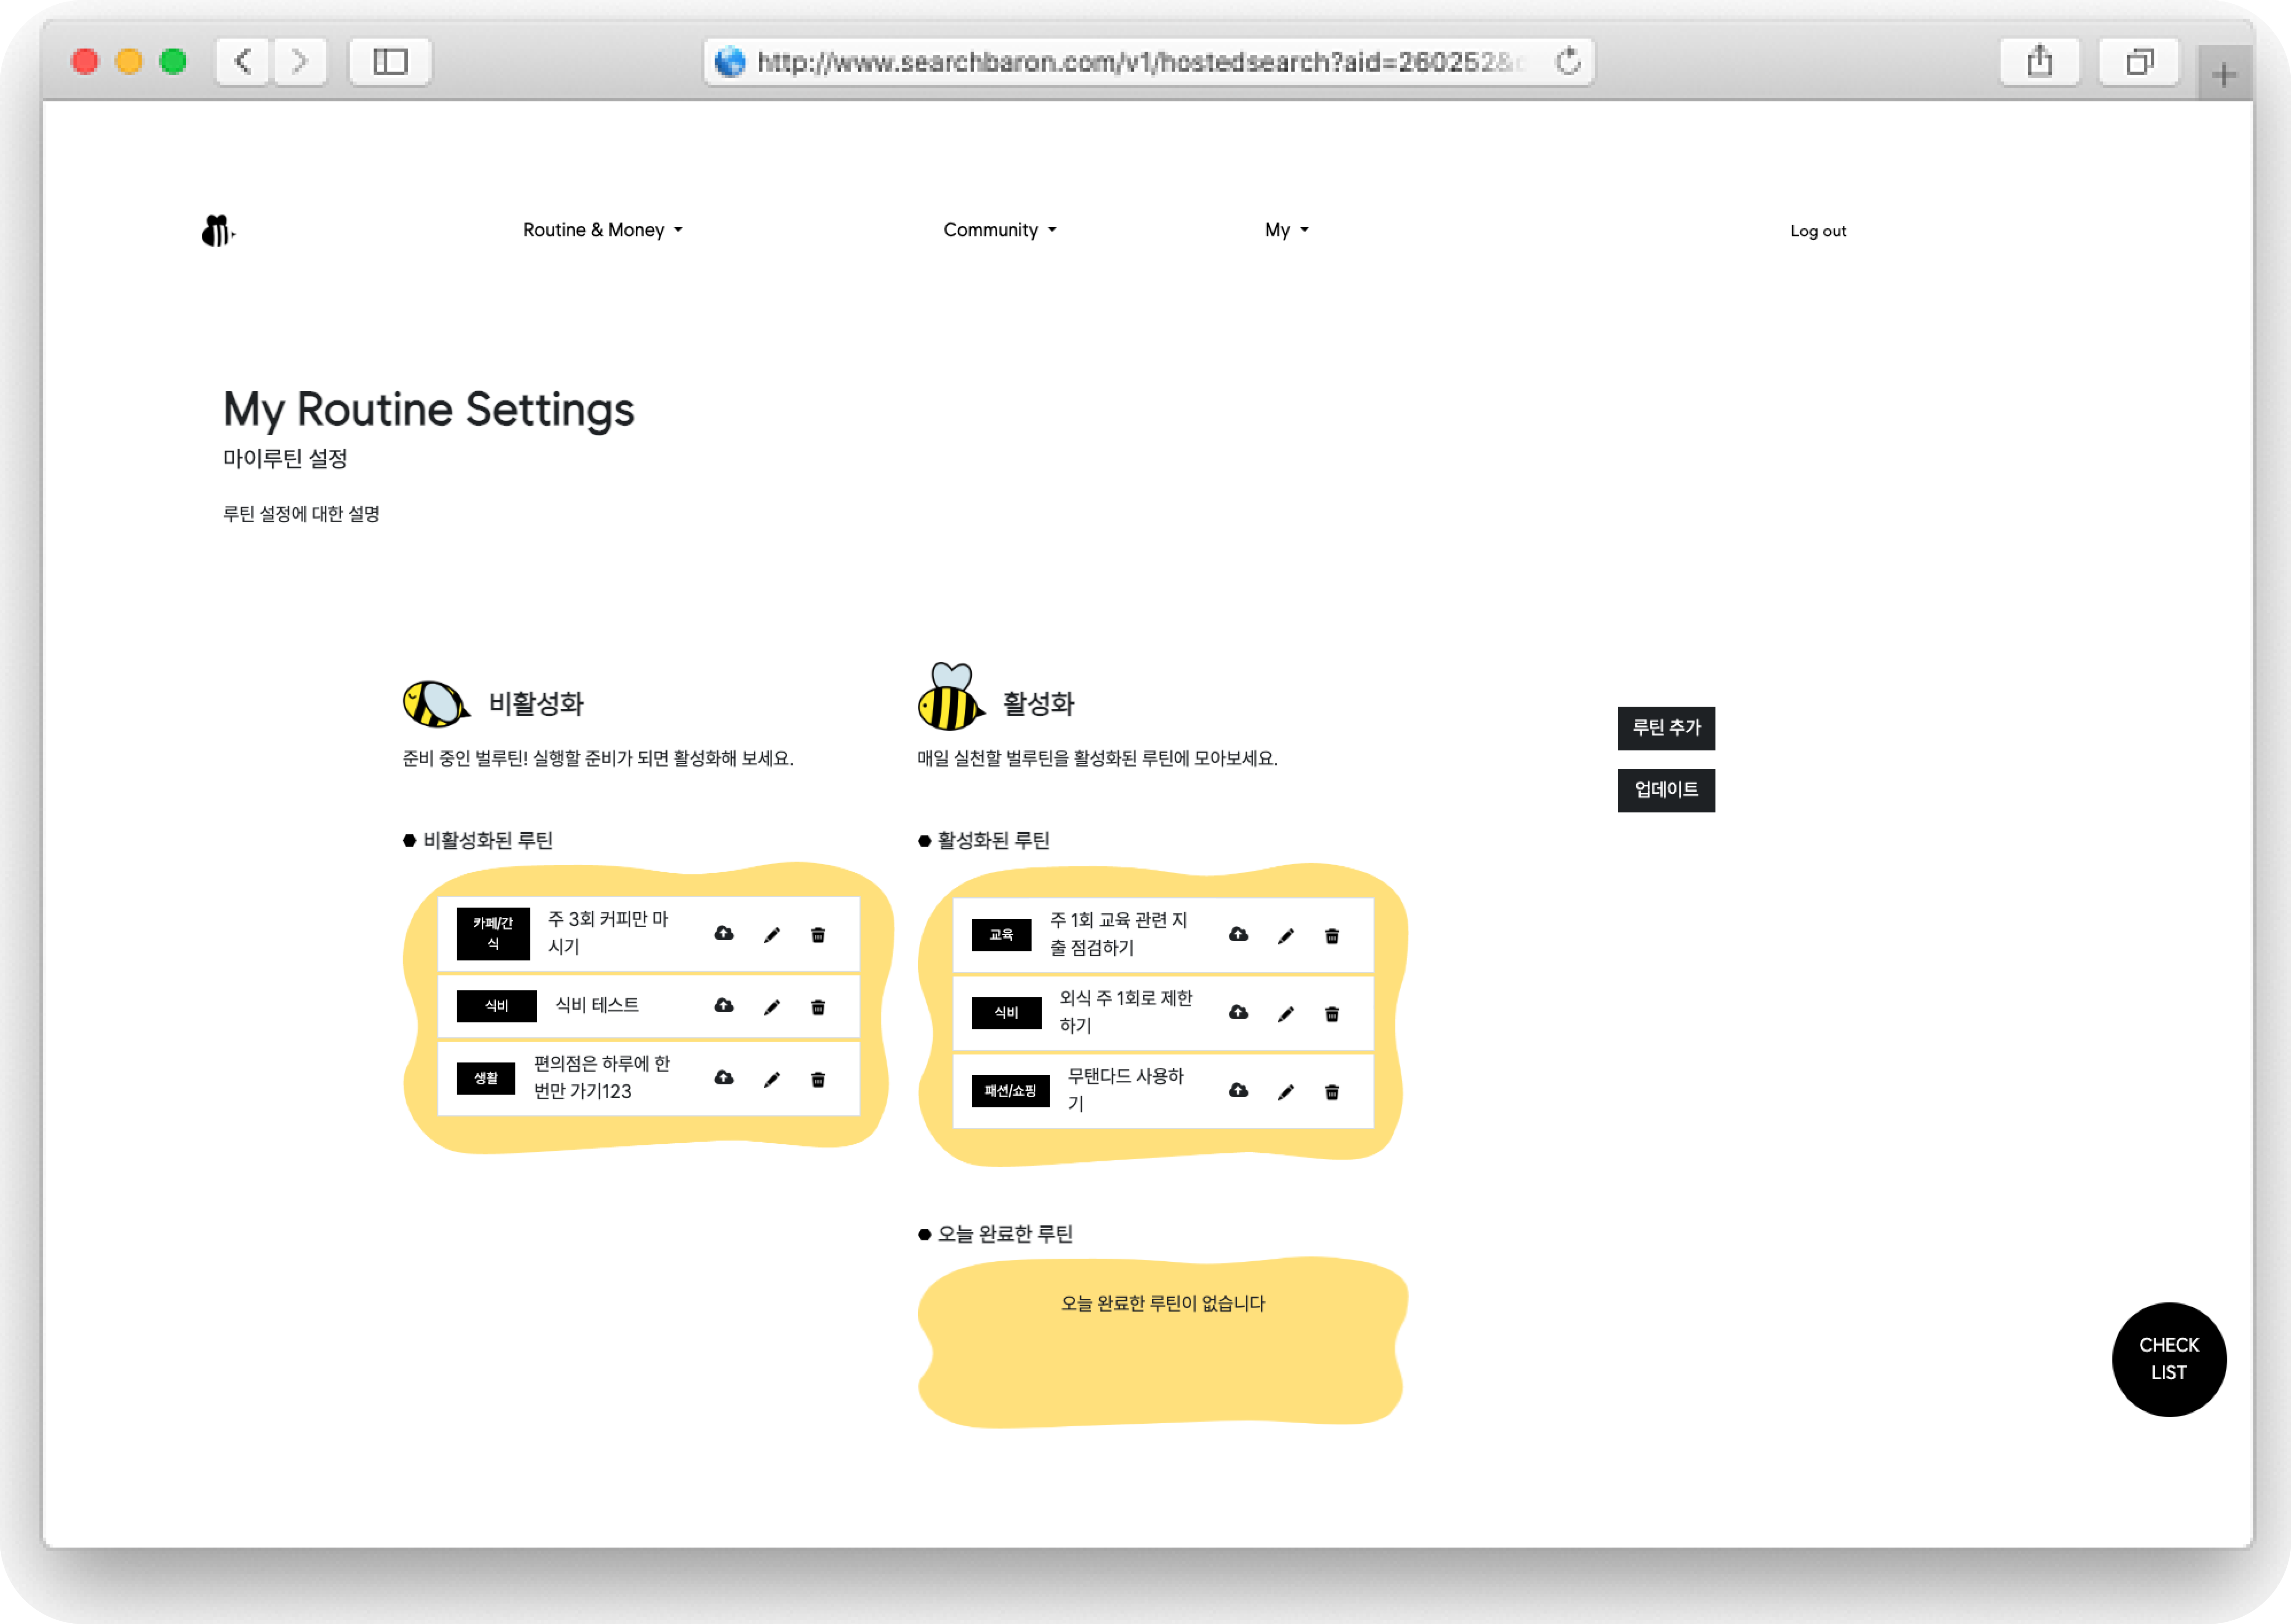 http://www.searchbaron.com/v1/hostedsearch?aid=260252&
Routine & Money
Community
My
Log out
My Routine Settings
마이루틴 설정
루틴 설정에 대한 설명
비활성화
준비 중인 벌루틴! 실행할 준비가 되면 활성화해 보세요.
비활성화된 루틴
카페/간
식
주 3회 커피만 마
시기
식비
식비 테스트
생활
편의점은 하루에 한
번만 가기123
활성화
매일 실천할 벌루틴을 활성화된 루틴에 모아보세요.
활성화된 루틴
교육
주 1회 교육 관련 지
출 점검하기
식비
외식 주 1회로 제한
하기
패션/쇼핑
무탠다드 사용하
기
오늘 완료한 루틴
오늘 완료한 루틴이 없습니다
루틴 추가
업데이트
CHECK
LIST